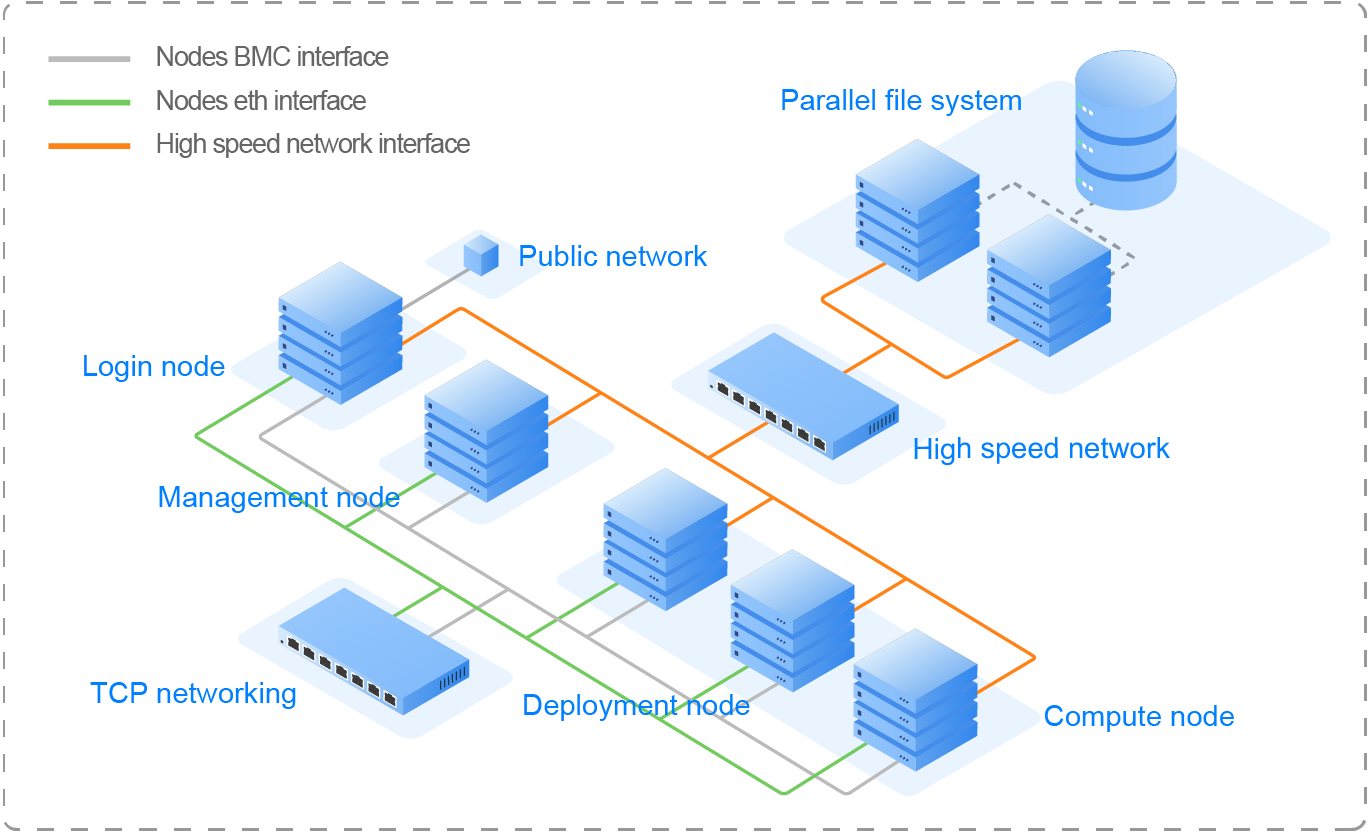 Nodes BMC interface
Nodes eth interface
High speed network interface
Parallel file system
Public network
Login node
High speed network
Management node
TCP networking
Deployment node
Compute node